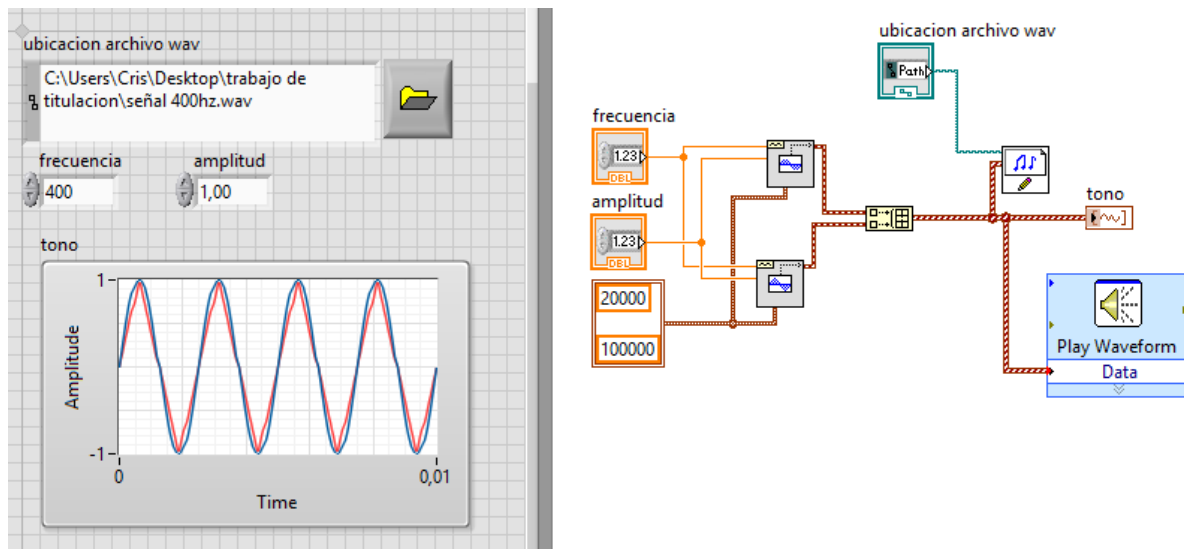 ubicacion archivo wav
C:\Users\Cris\Desktop\trabajo de
titulacion\señal 400hz.wav
frecuencia
amplitud
400
1,00
tono
1
Amplitude
-1
0
0,01
Time
ubicacion archivo wav
Path
frecuencia
1.23
DBL
amplitud
1.23
DBL
20000
100000
tono
Play Waveform
Data